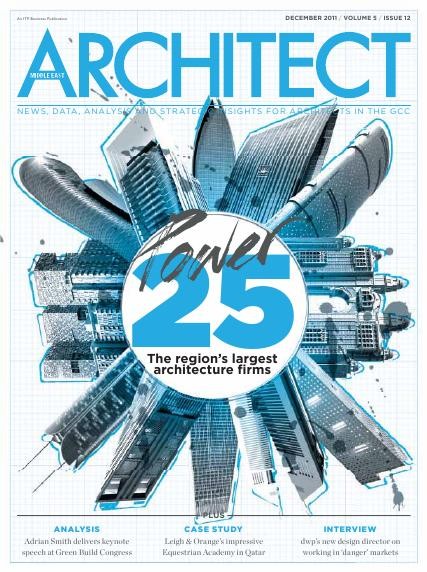 An ITP Business Publication
DECEMBER 2011 / VOLUME 5 / ISSUE 12
ARCHITECT
MIDDLE EAST
NEWS, DATA, ANALYSIS AND STRATEGIC INSIGHTS FOR ARCHITECTS IN THE GCC
Power
25
The region's largest
architecture firms
PLUS
ANALYSIS
Adrian Smith delivers keynote
speech at Green Build Congress
CASE STUDY
Leigh & Orange's impressive
Equestrian Academy in Qatar
INTERVIEW
dwp's new design director on
working in 'danger' markets